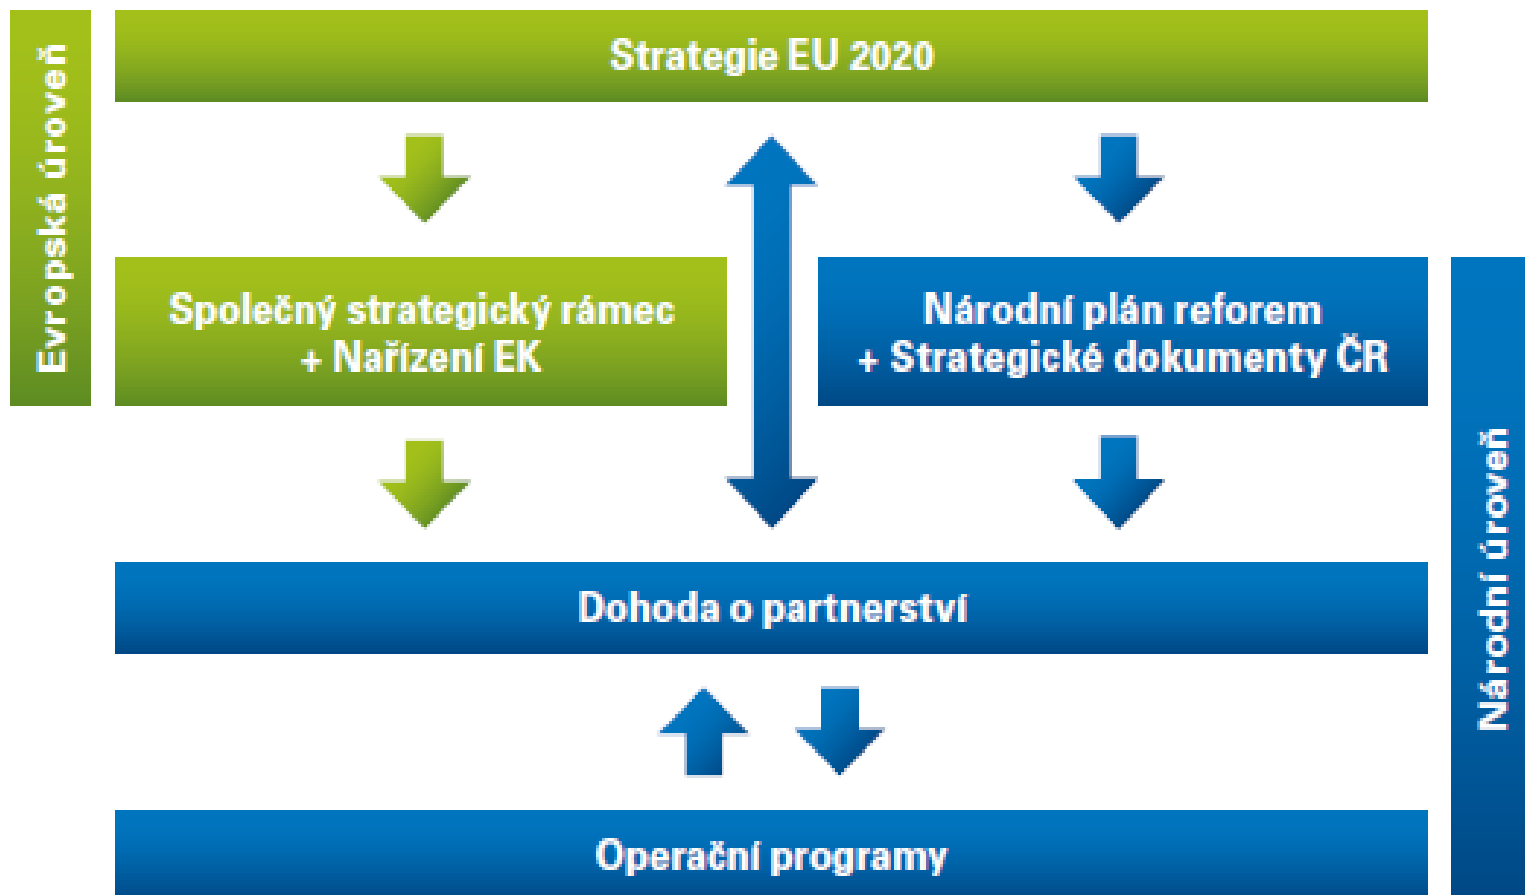 Evropská úroveň
Strategie EU 2020
Společný strategický rámec
+ Nařízení EK
Národní plán reforem
+ Strategické dokumenty ČR
Národní úroveň
Dohoda o partnerství
Operační programy